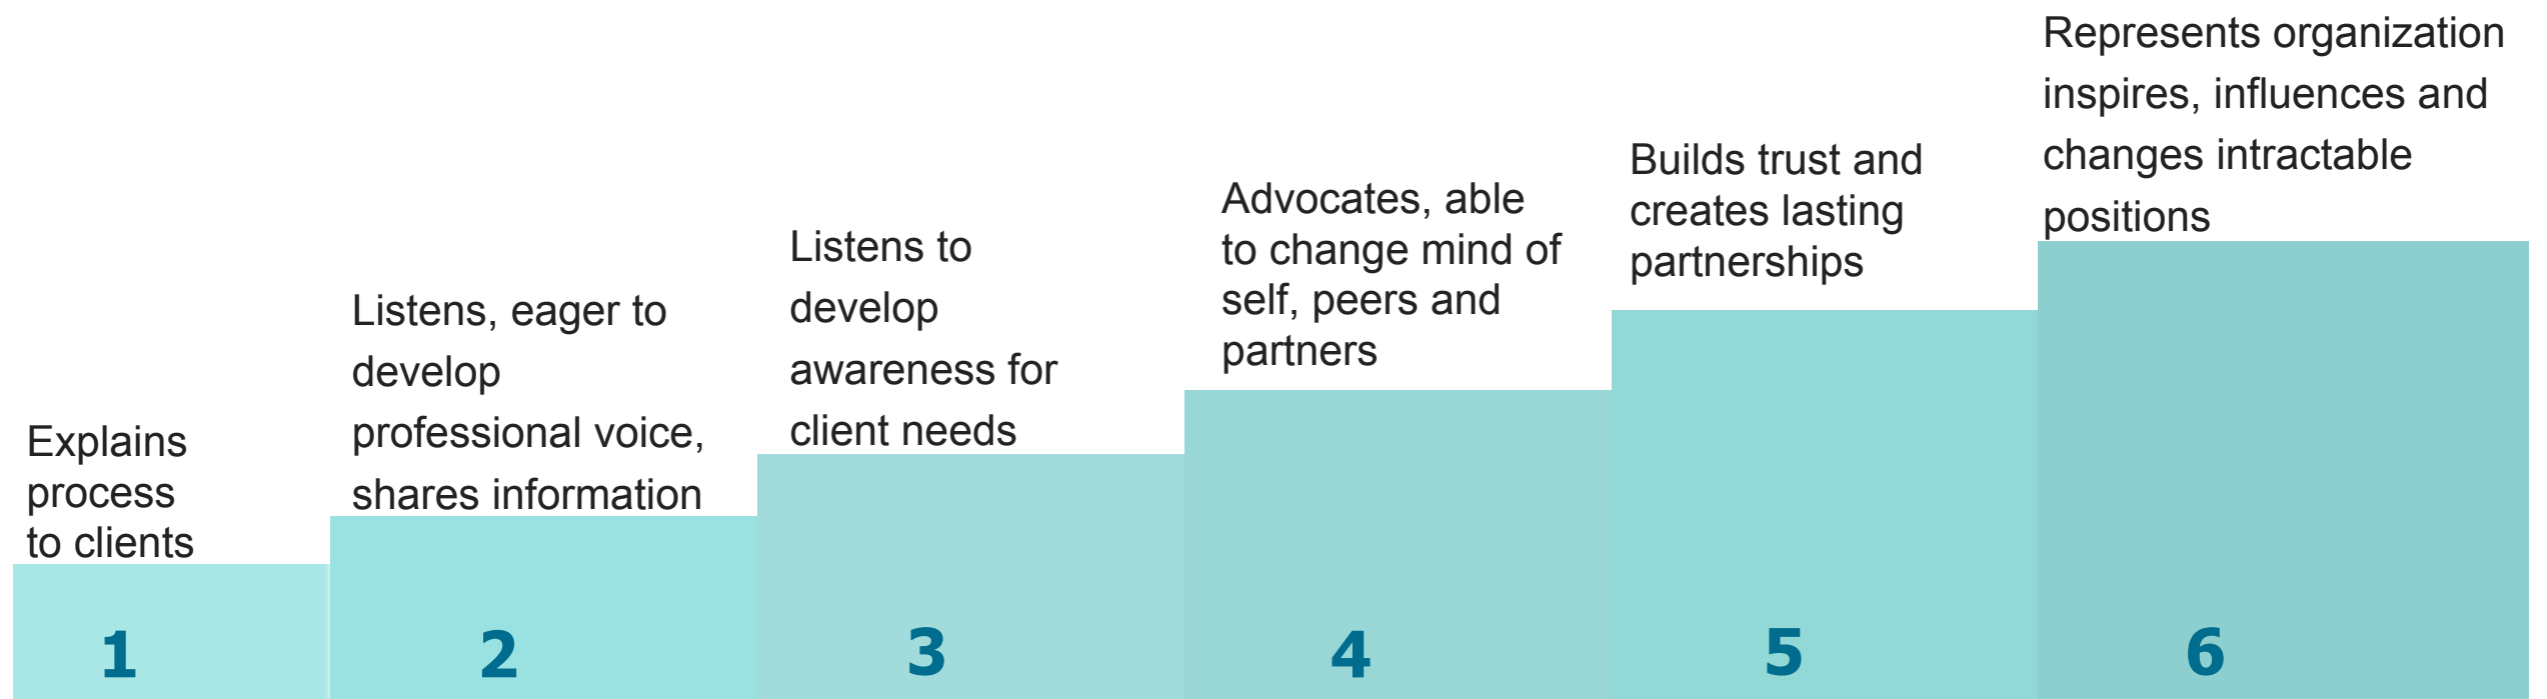 Explains
process
to clients
1
Listens, eager to
develop
professional voice,
shares information
2
Listens to
develop
awareness for
client needs
3
Advocates, able
to change mind of
self, peers and
partners
4
Builds trust and
creates lasting
partnerships
5
Represents organization
inspires, influences and
changes intractable
positions
6